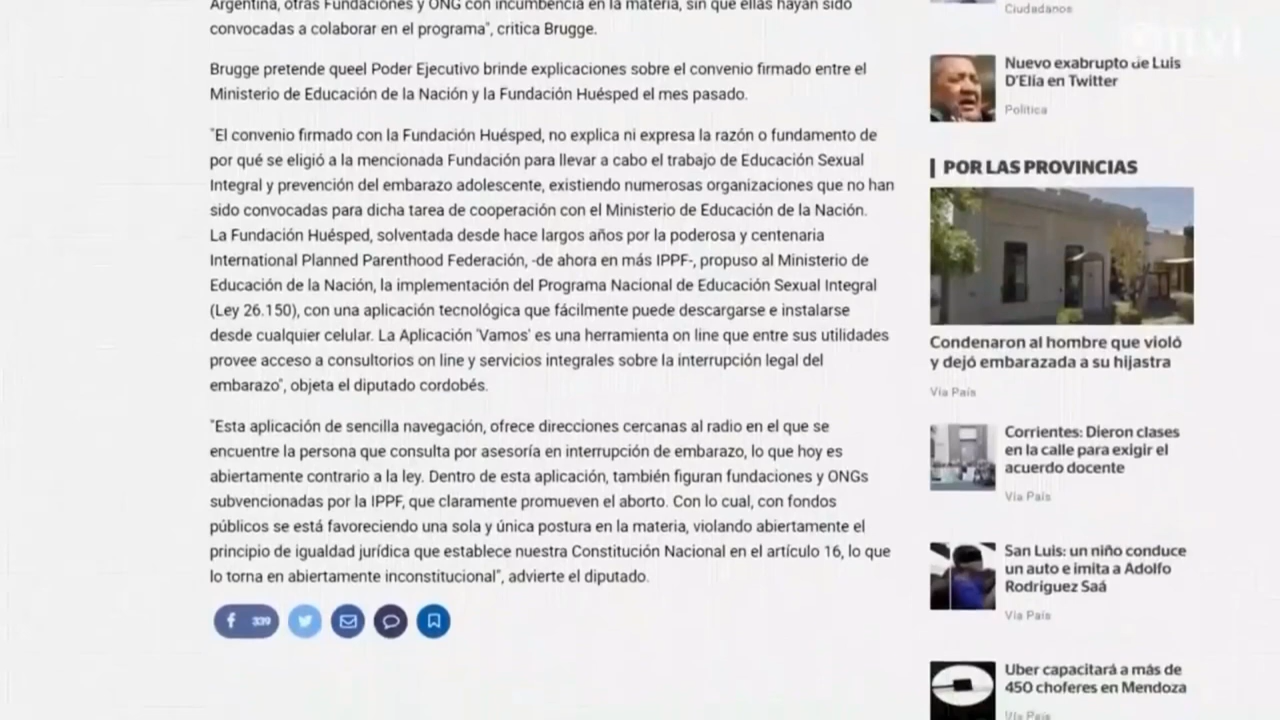 Argentina, otras Fundaciones y ONG con incumbencia en la materia, sin que ellas hayan sido
convocadas a colaborar en el programa", critica Brugge.
Brugge pretende queel Poder Ejecutivo brinde explicaciones sobre el convenio firmado entre el
Ministerio de Educación de la Nación y la Fundación Huésped el mes pasado.
"El convenio firmado con la Fundación Huésped, no explica ni expresa la razón o fundamento de
por qué se eligió a la mencionada Fundación para llevar a cabo el trabajo de Educación Sexual
Integral y prevención del embarazo adolescente, existiendo numerosas organizaciones que no han
sido convocadas para dicha tarea de cooperación con el Ministerio de Educación de la Nación.
La Fundación Huésped, solventada desde hace largos años por la poderosa y centenaria
International Planned Parenthood Federación, -de ahora en más IPPF-, propuso al Ministerio de
Educación de la Nación, la implementación del Programa Nacional de Educación Sexual Integral
(Ley 26.150), con una aplicación tecnológica que fácilmente puede descargarse e instalarse
desde cualquier celular. La Aplicación 'Vamos' es una herramienta on line que entre sus utilidades
provee acceso a consultorios on line y servicios integrales sobre la interrupción legal del
embarazo", objeta el diputado cordobés.
"Esta aplicación de sencilla navegación, ofrece direcciones cercanas al radio en el que se
encuentre la persona que consulta por asesoría en interrupción de embarazo, lo que hoy es
abiertamente contrario a la ley. Dentro de esta aplicación, también figuran fundaciones y ONGs
subvencionadas por la IPPF, que claramente promueven el aborto. Con lo cual, con fondos
públicos se está favoreciendo una sola y única postura en la materia, violando abiertamente el
principio de igualdad jurídica que establece nuestra Constitución Nacional en el artículo 16, lo que
lo torna en abiertamente inconstitucional", advierte el diputado.
339
Ciudadanos
Nuevo exabrupto de Luis
D'Elía en Twitter
Política
POR LAS PROVINCIAS
Condenaron al hombre que violó
y dejó embarazada a su hijastra
Vía País
Corrientes: Dieron clases
en la calle para exigir el
acuerdo docente
Vía País
San Luis: un niño conduce
un auto e imita a Adolfo
Rodríguez Saá
Vía País
Uber capacitará a más de
450 choferes en Mendoza
Vía País